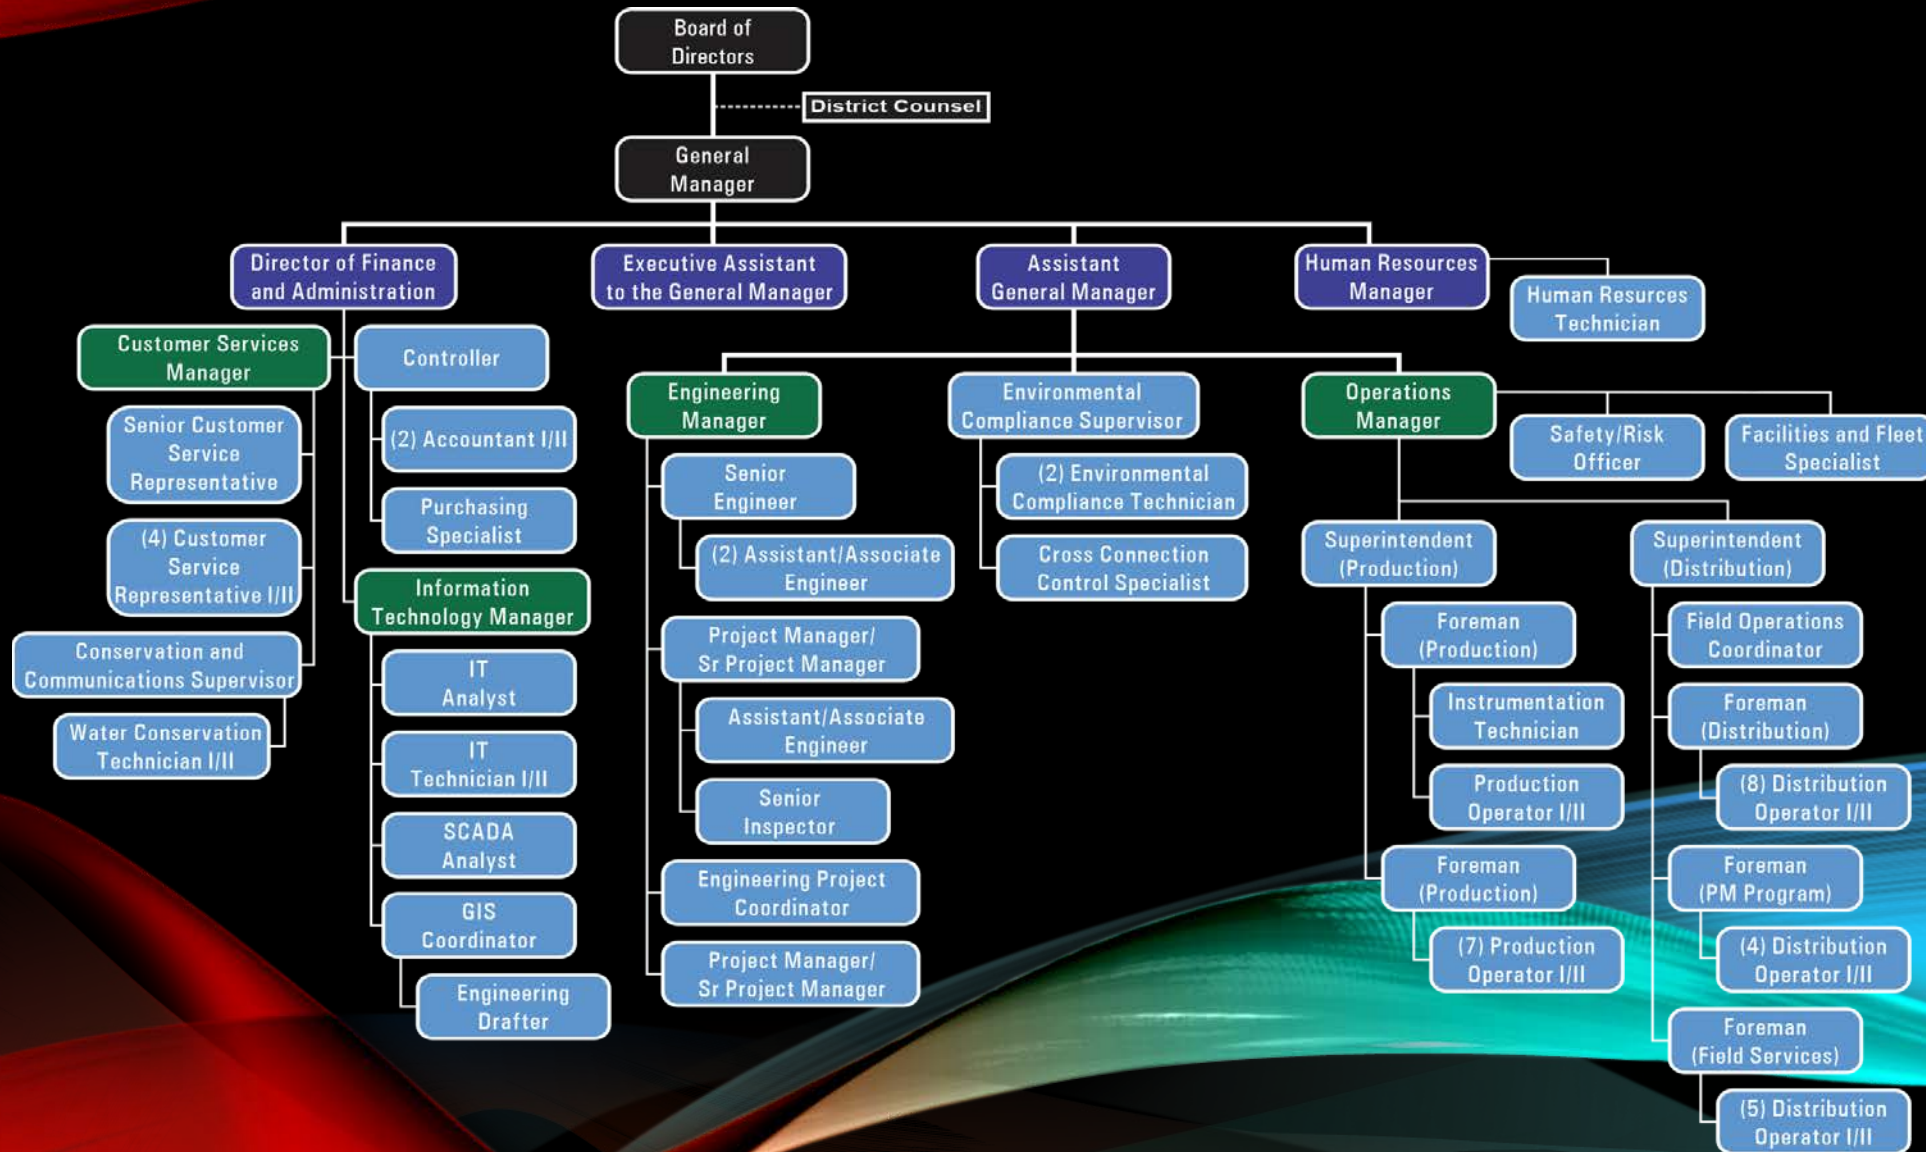 Board of
Directors
District Counsel
General
Manager
Director of Finance
and Administration
Executive Assistant
to the General Manager
Assistant
General Manager
Human Resources
Manager
Human Resurces
Technician
Customer Services
Manager
Senior Customer
Service
Representative
(4) Customer
Service
Representative I/II
Conservation and
Communications Supervisor
Water Conservation
Technician I/II
Controller
(2) Accountant I/II
Purchasing
Specialist
Information
Technology Manager
IT
Analyst
IT
Technician I/II
SCADA
Analyst
GIS
Coordinator
Engineering
Drafter
Engineering
Manager
Senior
Engineer
(2) Assistant/Associate
Engineer
Project Manager/
Sr Project Manager
Assistant/Associate
Engineer
Senior
Inspector
Engineering Project
Coordinator
Project Manager/
Sr Project Manager
Environmental
Compliance Supervisor
(2) Environmental
Compliance Technician
Cross Connection
Control Specialist
Operations
Manager
Safety/Risk
Officer
Facilities and Fleet
Specialist
Superintendent
(Production)
Foreman
(Production)
Instrumentation
Technician
Production
Operator I/II
Foreman
(Production)
(7) Production
Operator I/II
Superintendent
(Distribution)
Field Operations
Coordinator
Foreman
(Distribution)
(8) Distribution
Operator I/II
Foreman
(PM Program)
(4) Distribution
Operator I/II
Foreman
(Field Services)
(5) Distribution
Operator I/II